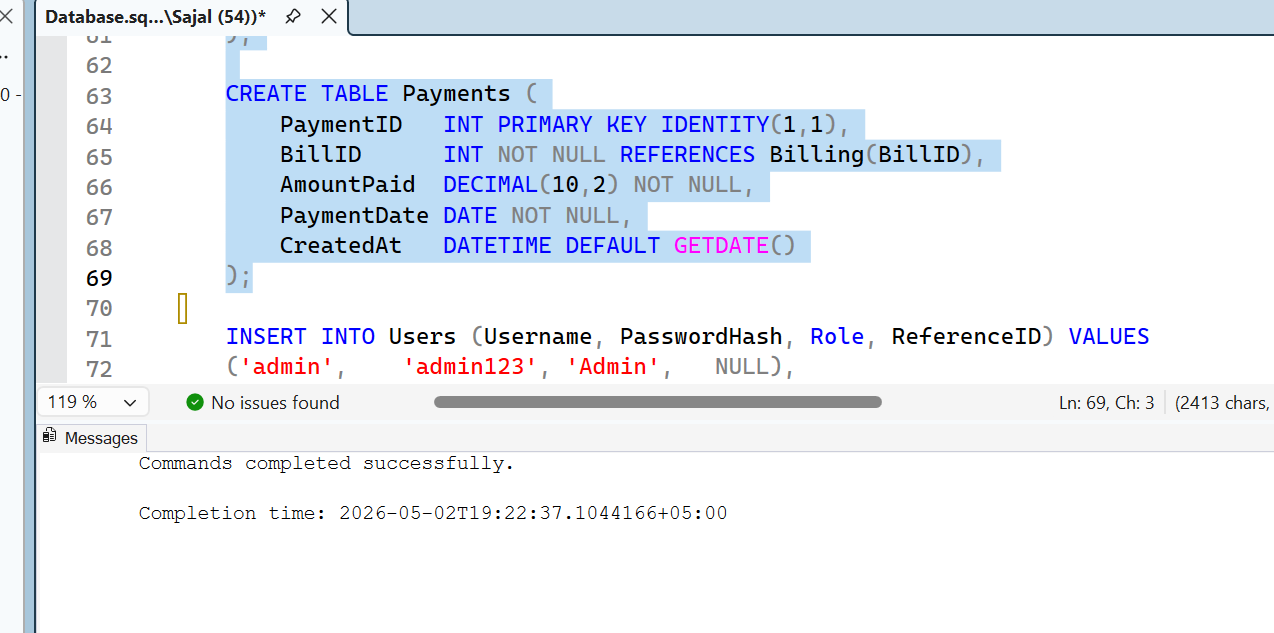 Database.sq...\Sajal (54))*
0 -
61 );
62
63 CREATE TABLE Payments (
64 PaymentID INT PRIMARY KEY IDENTITY(1,1),
65 BillID INT NOT NULL REFERENCES Billing(BillID),
66 AmountPaid DECIMAL(10,2) NOT NULL,
67 PaymentDate DATE NOT NULL,
68 CreatedAt DATETIME DEFAULT GETDATE()
69 );
70
71 INSERT INTO Users (Username, PasswordHash, Role, ReferenceID) VALUES
72 ('admin', 'admin123', 'Admin', NULL),
119 % No issues found Ln: 69, Ch: 3 (2413 chars,
Messages
Commands completed successfully.
Completion time: 2026-05-02T19:22:37.1044166+05:00